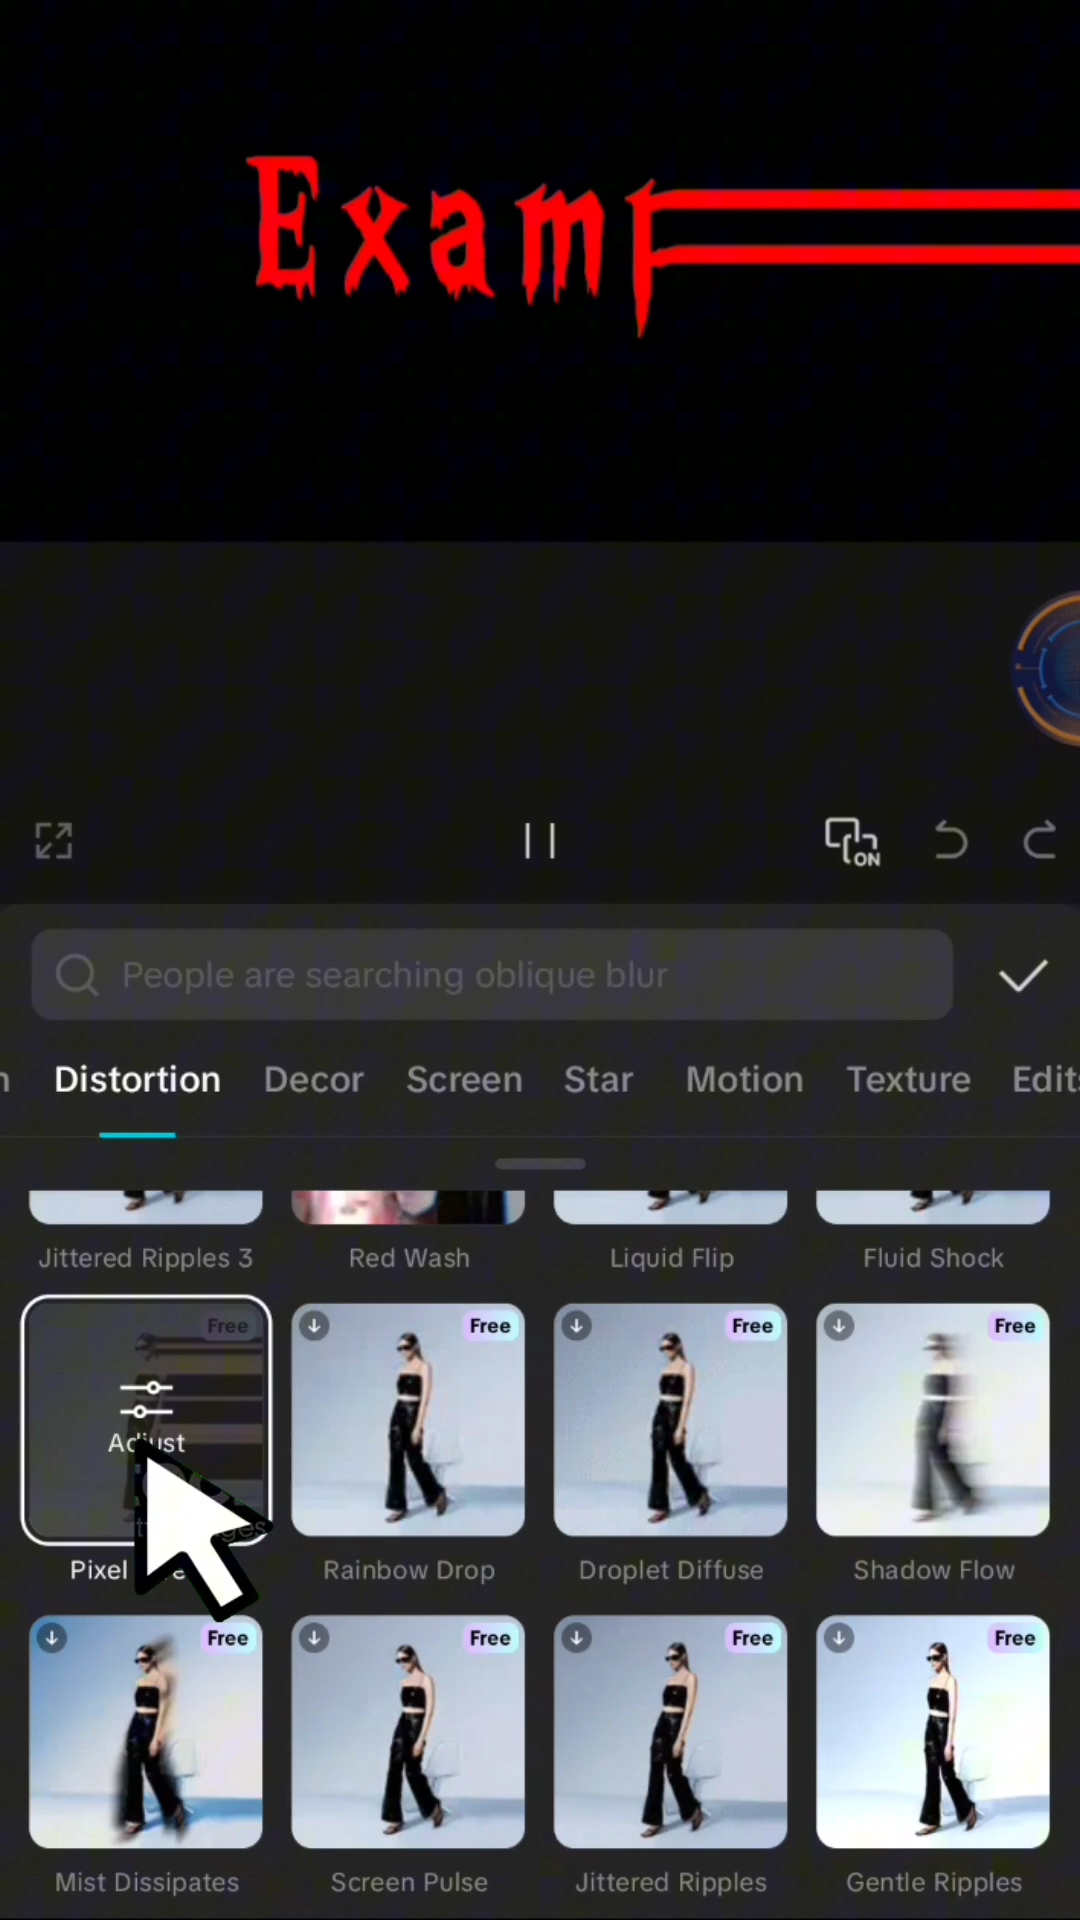 Examp
ON
People are searching oblique blur
Distortion Decor Screen Star Motion Texture Edits
Jittered Ripples 3 Red Wash Liquid Flip Fluid Shock
Free Free Free Free
Adjust
Pixel Rainbow Drop Droplet Diffuse Shadow Flow
Free Free Free Free
Mist Dissipates Screen Pulse Jittered Ripples Gentle Ripples